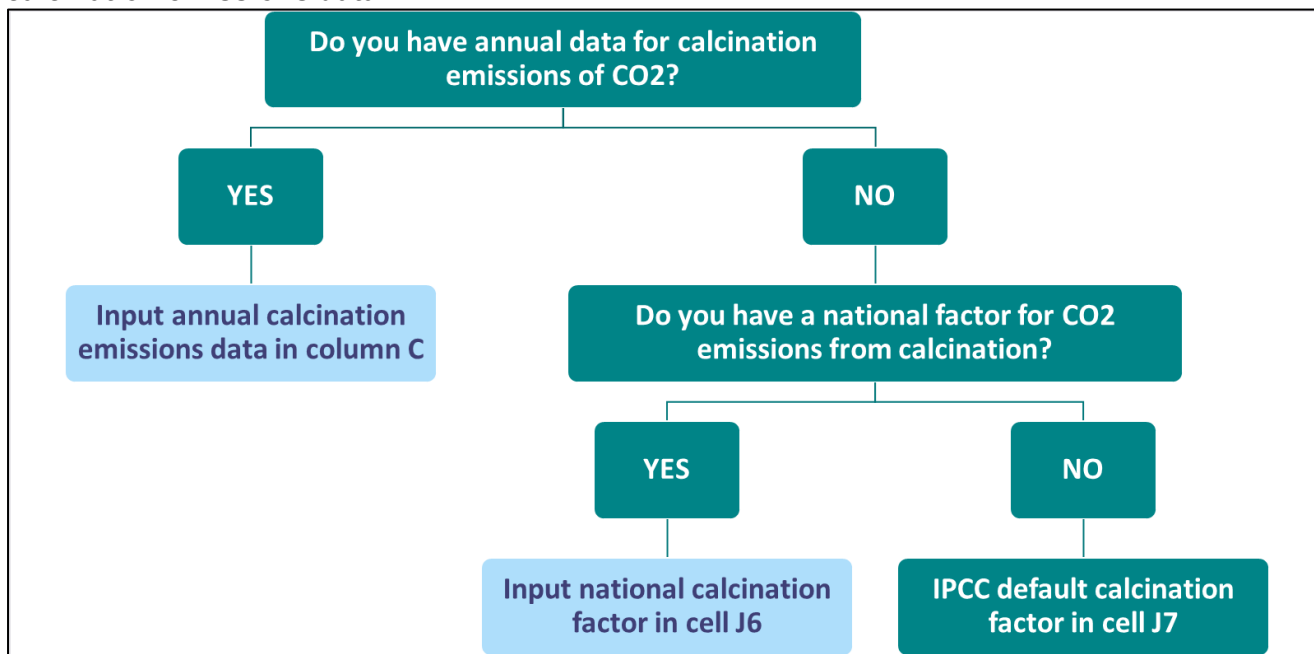 Do you have annual data for calcination
emissions of CO2?
YES
NO
Input annual calcination
emissions data in column C
Do you have a national factor for CO2
emissions from calcination?
YES
NO
Input national calcination
factor in cell J6
IPCC default calcination
factor in cell J7